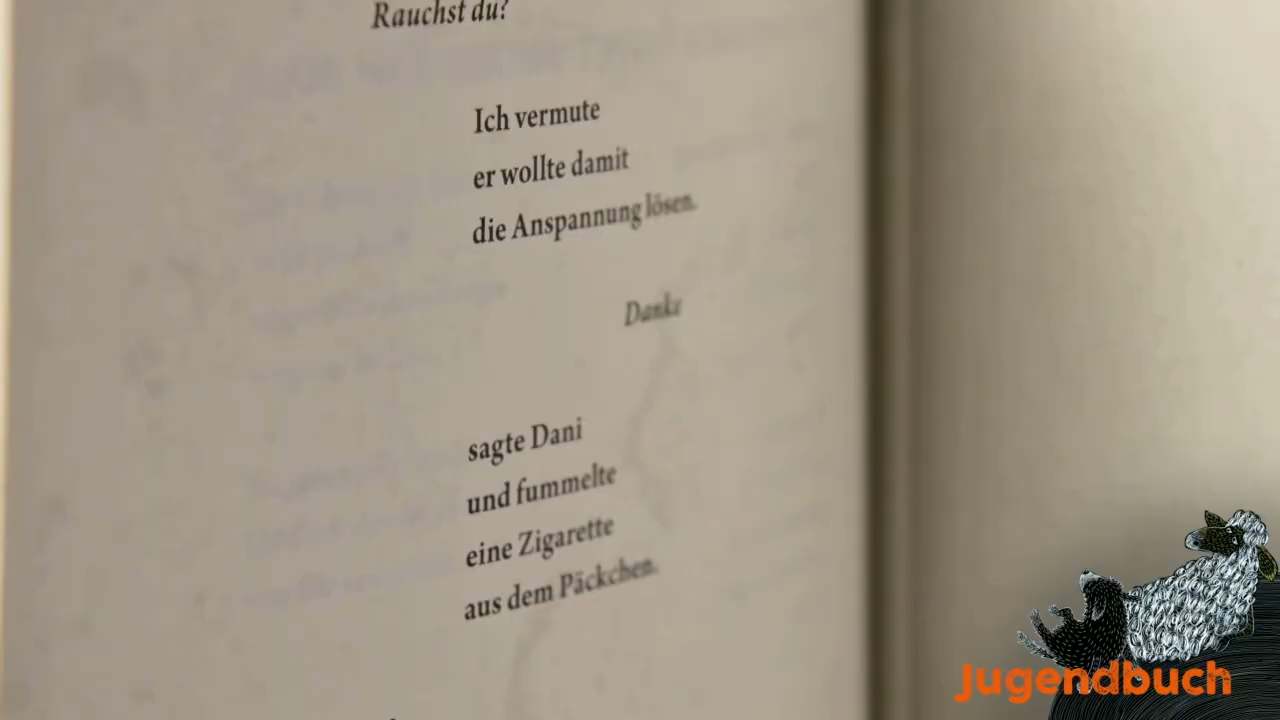 Rauchst du?
Ich vermute
er wollte damit
die Anspannung lösen.
Danke
sagte Dani
und fummelte
eine Zigarette
aus dem Päckchen.
Jugendbuch